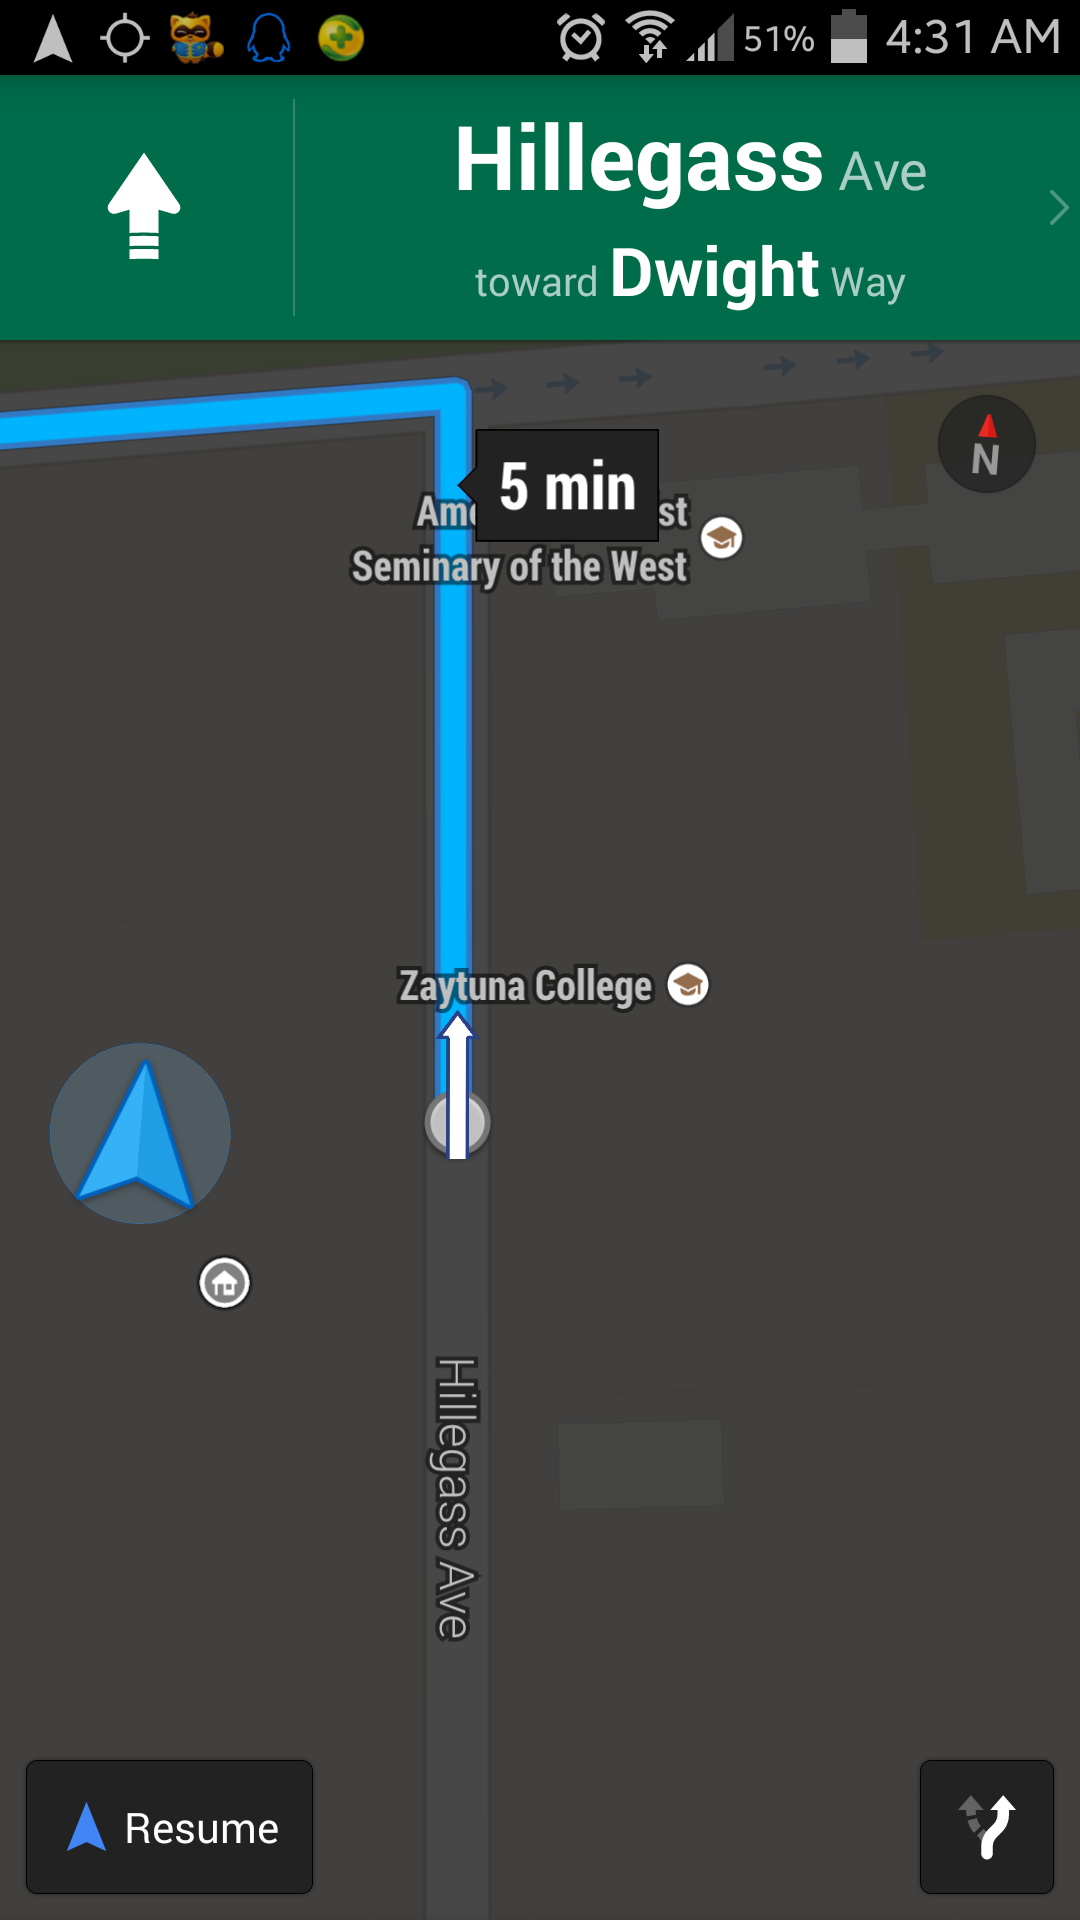 51% 4:31 AM
Hillegass Ave
toward Dwight Way
N
5 min
st
Seminary of the West
Zaytuna College
Hillegass Ave
Resume